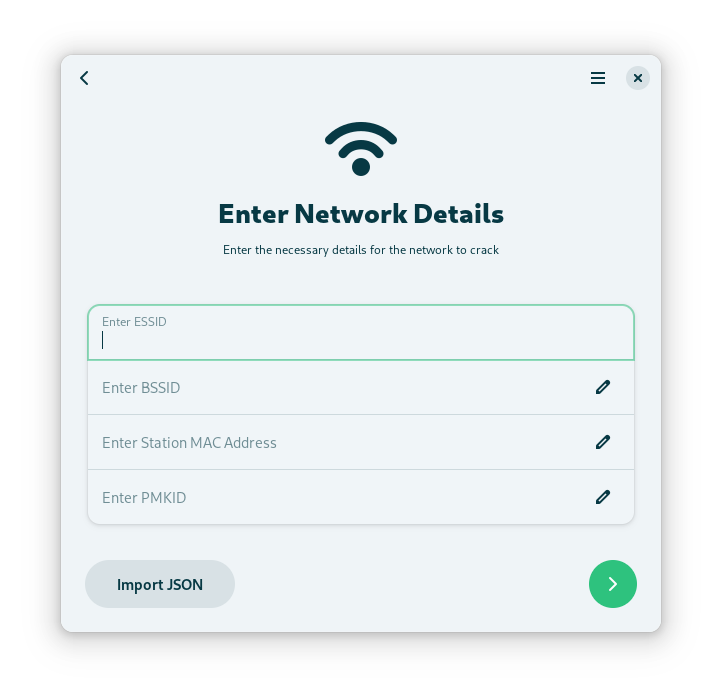 Enter Network Details
Enter the necessary details for the network to crack
Enter ESSID
Enter BSSID
Enter Station MAC Address
Enter PMKID
Import JSON